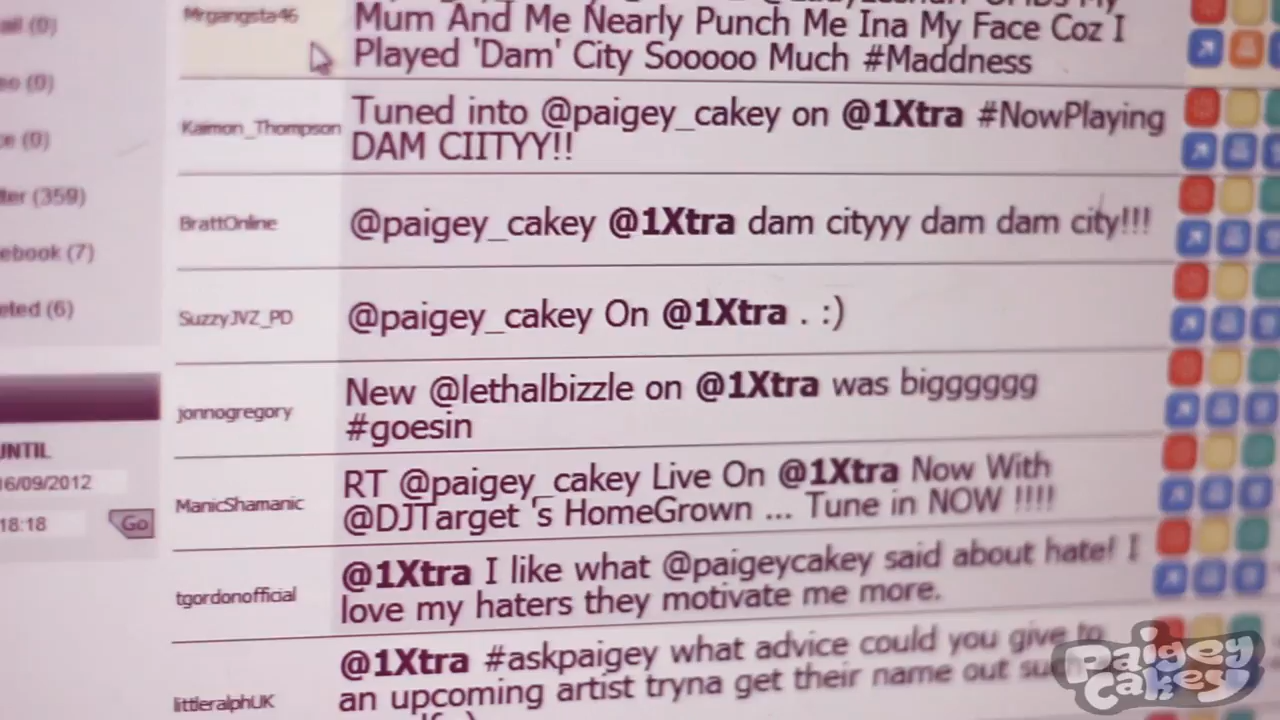 Mrgangsta46
Mum And Me Nearly Punch Me Ina My Face Coz I
Played 'Dam' City Sooooo Much #Maddness
Kaimon_Thompson
Tuned into @paigey_cakey on @1Xtra #NowPlaying
DAM CIITYY!!
BrattOnline
@paigey_cakey @1Xtra dam cityyy dam dam city!!!
SuzzyJVZ_PD
@paigey_cakey On @1Xtra . :)
jonnogregory
New @lethalbizzle on @1Xtra was bigggggg
#goesin
ManicShamanic
RT @paigey_cakey Live On @1Xtra Now With
@DJTarget 's HomeGrown ... Tune in NOW !!!!
tgordonofficial
@1Xtra I like what @paigeycakey said about hate! I
love my haters they motivate me more.
littleralphUK
@1Xtra #askpaigey what advice could you give to
an upcoming artist tryna get their name out
(0)
(0)
(0)
(359)
(7)
(6)
UNTIL
16/09/2012
18:18
Go
Paigey
Cakey